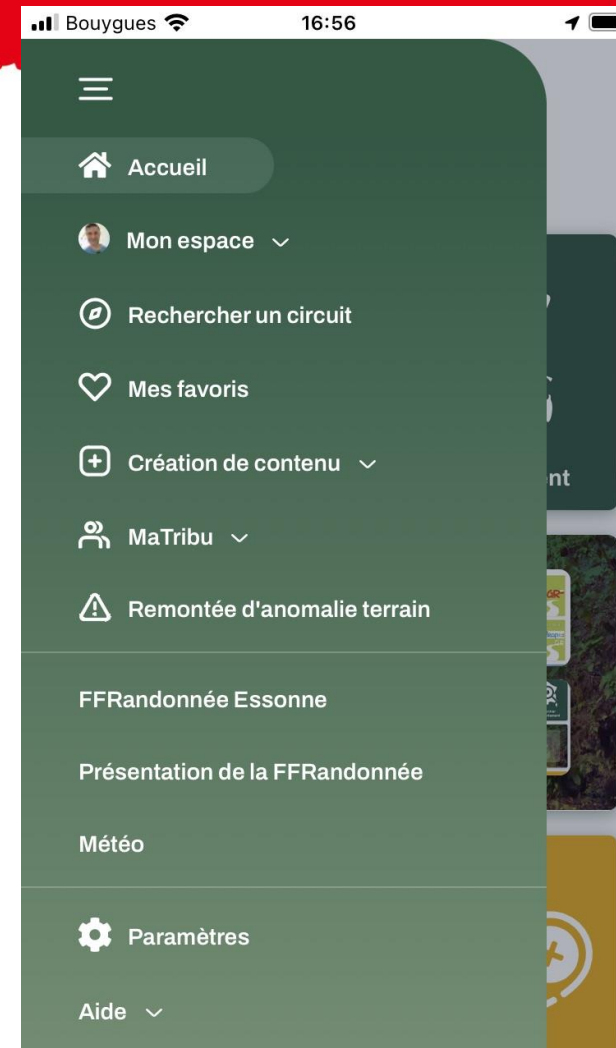 Bouygues 16:56
Accueil
Mon espace
Rechercher un circuit
Mes favoris
Création de contenu
nt
MaTribu
Remontée d'anomalie terrain
FFRandonnée Essonne
Présentation de la FFRandonnée
Météo
Paramètres
Aide